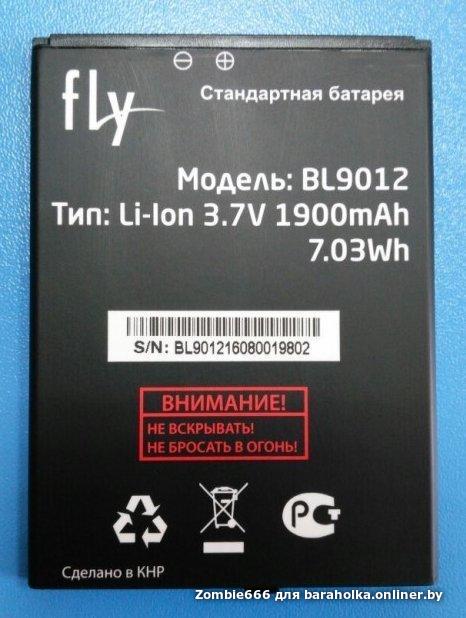 fly
Стандартная батарея
Модель: BL9012
Тип: Li-Ion 3.7V 1900mAh
7.03Wh
S/N: BL901216080019802
ВНИМАНИЕ!
НЕ ВСКРЫВАТЬ!
НЕ БРОСАТЬ В ОГОНЬ!
РСТ
Сделано в КНР
Zombie666 для baraholka.onliner.by